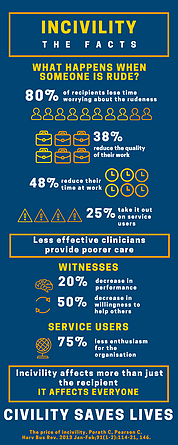 INCIVILITY
THE FACTS
WHAT HAPPENS WHEN
SOMEONE IS RUDE?
80% of recipients lose time
worrying about the rudeness
38%
reduce the quality
of their work
48% reduce their
time at work
25% take it out
on service
users
Less effective clinicians
provide poorer care
WITNESSES
20% decrease in
performance
50% decrease in
willingness to
help others
SERVICE USERS
75% less enthusiasm
for the
organisation
Incivility affects more than just
the recipient
IT AFFECTS EVERYONE
CIVILITY SAVES LIVES
The price of incivility. Porath C, Pearson C.
Harv Bus Rev. 2013 Jan-Feb;91(1-2):114-21, 146.